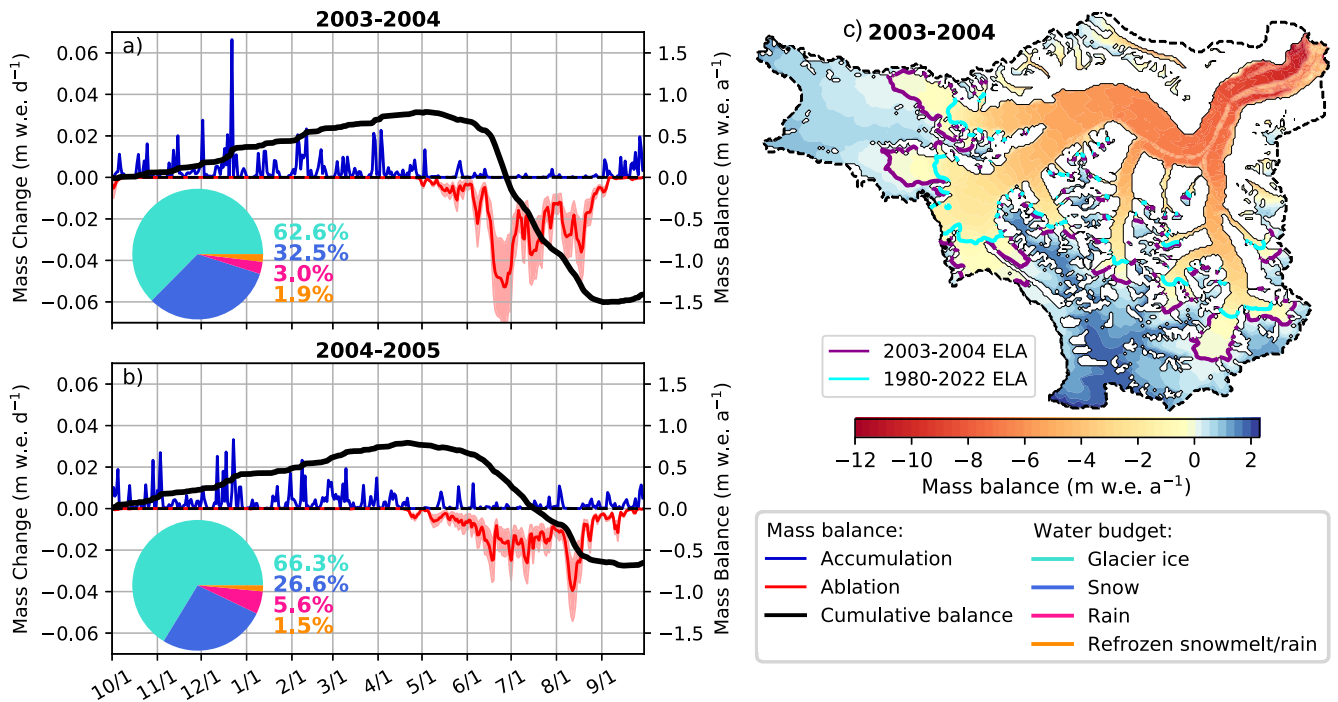 2003-2004
a)
Mass Change (m w.e. d⁻¹)
0.06
0.04
0.02
0.00
−0.02
−0.04
−0.06
1.5
1.0
0.5
0.0
−0.5
−1.0
−1.5
Mass Balance (m w.e. a⁻¹)
62.6%
32.5%
3.0%
1.9%
2004-2005
b)
Mass Change (m w.e. d⁻¹)
0.06
0.04
0.02
0.00
−0.02
−0.04
−0.06
1.5
1.0
0.5
0.0
−0.5
−1.0
−1.5
Mass Balance (m w.e. a⁻¹)
66.3%
26.6%
5.6%
1.5%
10/1 11/1 12/1 1/1 2/1 3/1 4/1 5/1 6/1 7/1 8/1 9/1
c) 2003-2004
2003-2004 ELA
1980-2022 ELA
−12 −10 −8 −6 −4 −2 0 2
Mass balance (m w.e. a⁻¹)
Mass balance:
Accumulation
Ablation
Cumulative balance
Water budget:
Glacier ice
Snow
Rain
Refrozen snowmelt/rain